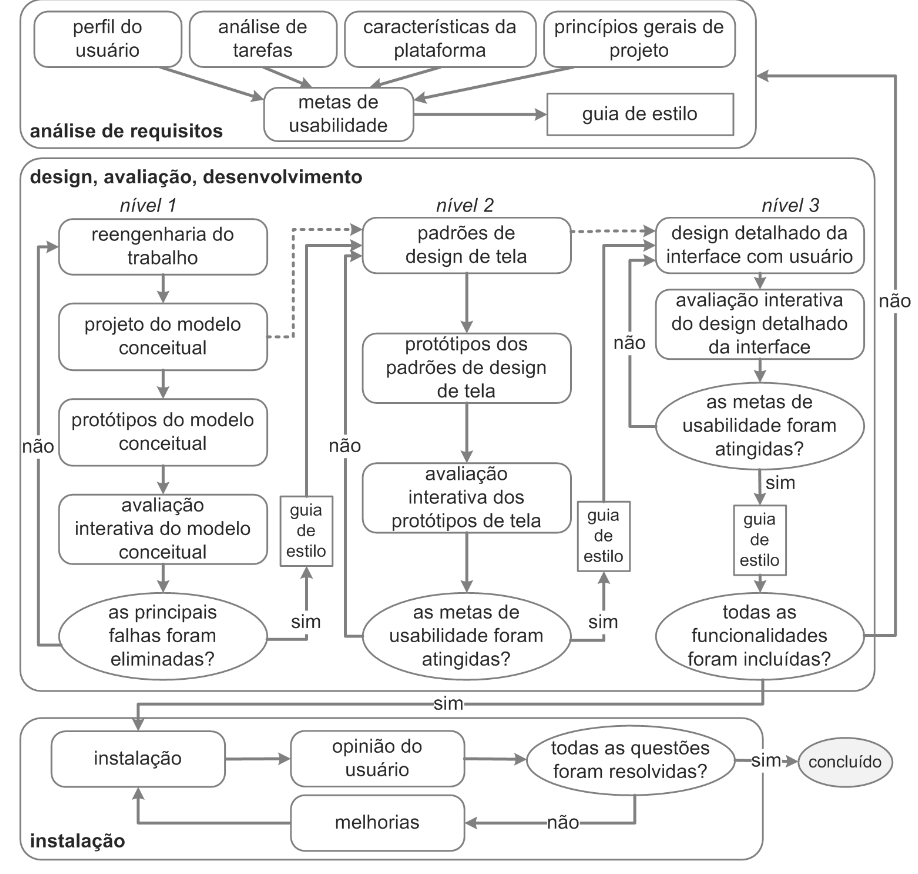 perfil do
usuário
análise de
tarefas
características da
plataforma
princípios gerais de
projeto
metas de
usabilidade
guia de estilo
análise de requisitos
não
design, avaliação, desenvolvimento
nível 1
reengenharia do
trabalho
projeto do modelo
conceitual
protótipos do modelo
conceitual
avaliação
interativa do modelo
conceitual
as principais
falhas foram
eliminadas?
não
sim
guia
de
estilo
nível 2
padrões de
design de tela
protótipos dos
padrões de design
de tela
avaliação
interativa dos
protótipos de tela
as metas de
usabilidade foram
atingidas?
não
sim
guia
de
estilo
nível 3
design detalhado da
interface com usuário
avaliação interativa
do design detalhado
da interface
as metas de
usabilidade foram
atingidas?
não
sim
guia
de
estilo
todas as
funcionalidades
foram incluídas?
sim
instalação
opinião do
usuário
todas as questões
foram resolvidas?
sim
concluído
não
melhorias
instalação